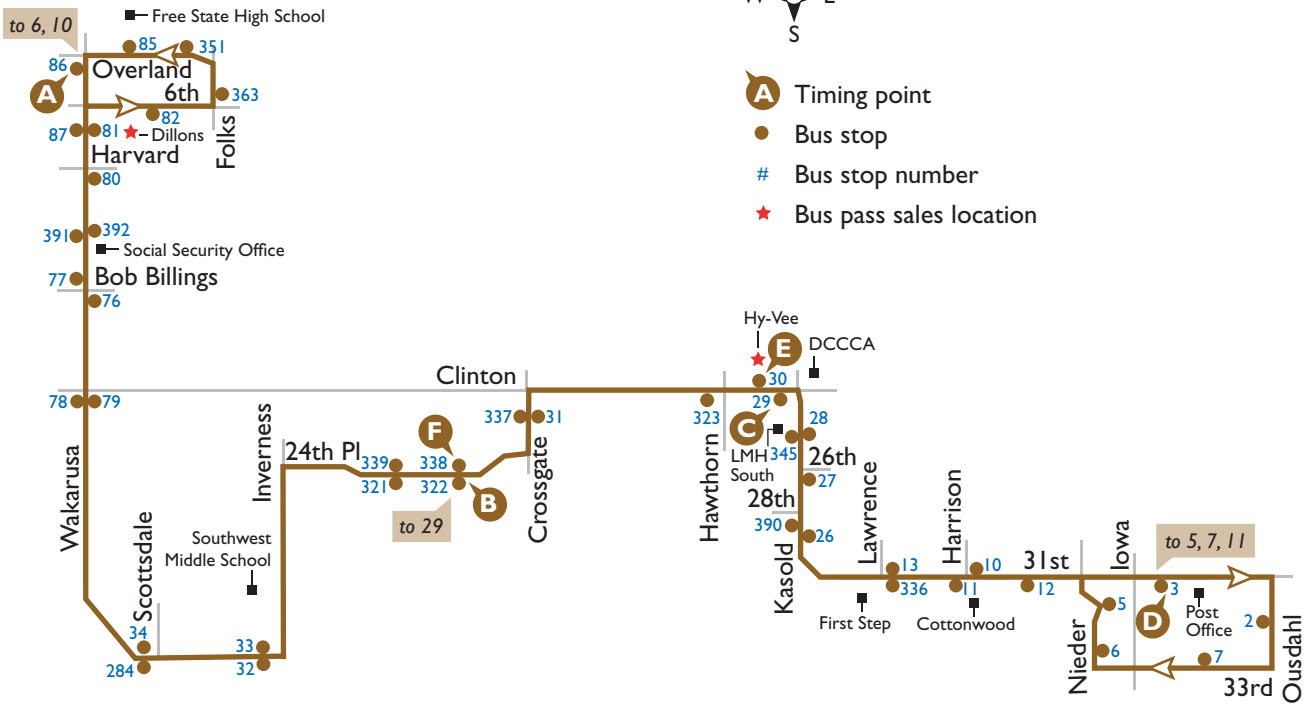 Free State High School
to 6, 10
W
E
S
85
351
86
Overland
A
6th
363
82
87
81
Dillons
Harvard
Folks
80
391
392
Social Security Office
77
Bob Billings
76
A
Timing point
Bus stop
#
Bus stop number
Bus pass sales location
Hy-Vee
E
DCCCA
Clinton
30
29
78
79
337
31
323
C
28
LMH
South
345
26th
27
28th
390
26
Wakarusa
Inverness
24th Pl
F
339
338
321
322
B
to 29
Crossgate
Hawthorn
Kasold
Lawrence
Harrison
Iowa
to 5, 7, 11
Scottsdale
Southwest
Middle School
13
10
31st
336
11
12
3
First Step
Cottonwood
5
D
Post
Office
2
34
33
284
32
Nieder
6
7
33rd
Ousdahl